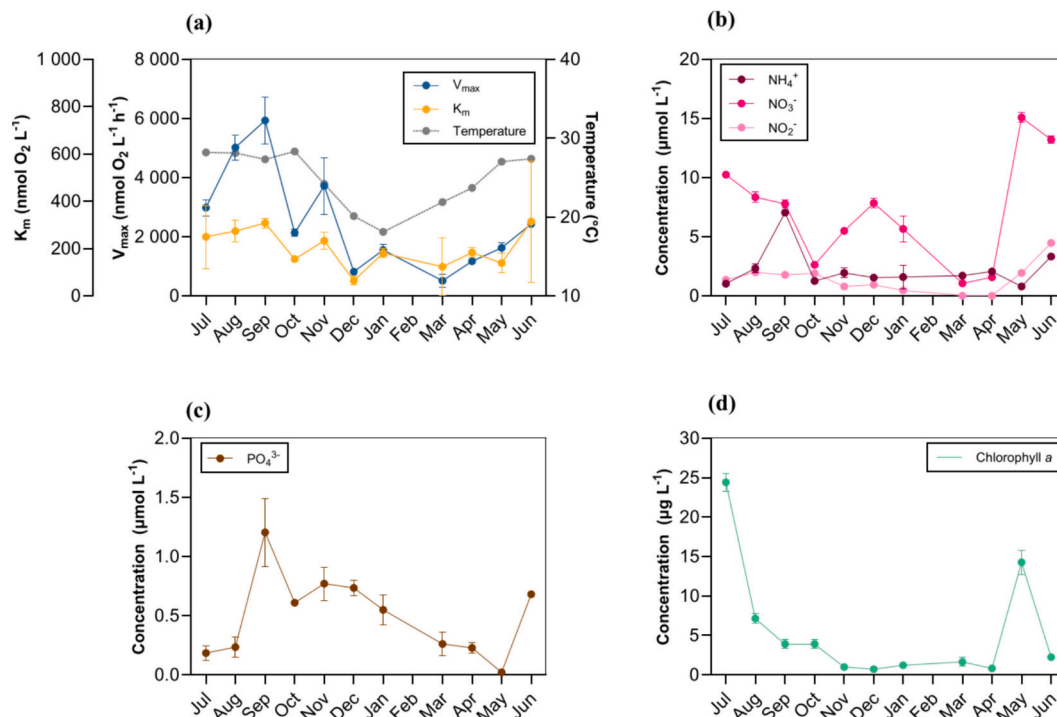 (a)
1 000
800
600
400
200
0
Kₘ (nmol O₂ L⁻¹)
8 000
6 000
4 000
2 000
0
Vₘₐₓ (nmol O₂ L⁻¹ h⁻¹)
Vₘₐₓ
Kₘ
Temperature
40
30
20
10
Temperature (°C)
Jul Aug Sep Oct Nov Dec Jan Feb Mar Apr May Jun
(b)
20
15
10
5
0
Concentration (µmol L⁻¹)
NH₄⁺
NO₃⁻
NO₂⁻
Jul Aug Sep Oct Nov Dec Jan Feb Mar Apr May Jun
(c)
2.0
1.5
1.0
0.5
0.0
Concentration (µmol L⁻¹)
PO₄³⁻
Jul Aug Sep Oct Nov Dec Jan Feb Mar Apr May Jun
(d)
30
25
20
15
10
5
0
Concentration (µg L⁻¹)
Chlorophyll a
Jul Aug Sep Oct Nov Dec Jan Feb Mar Apr May Jun